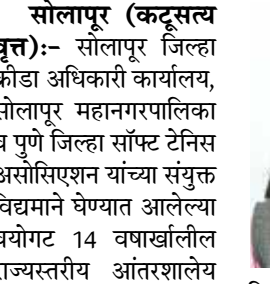 सोलापूर (कटूसत्य
वृत्त):– सोलापूर जिल्हा
क्रीडा अधिकारी कार्यालय,
सोलापूर महानगरपालिका
व पुणे जिल्हा सॉफ्ट टेनिस
असोसिएशन यांच्या संयुक्त
विद्यमाने घेण्यात आलेल्या
वयोगट 14 वर्षाखालील
राज्यस्तरीय आंतरशालेय